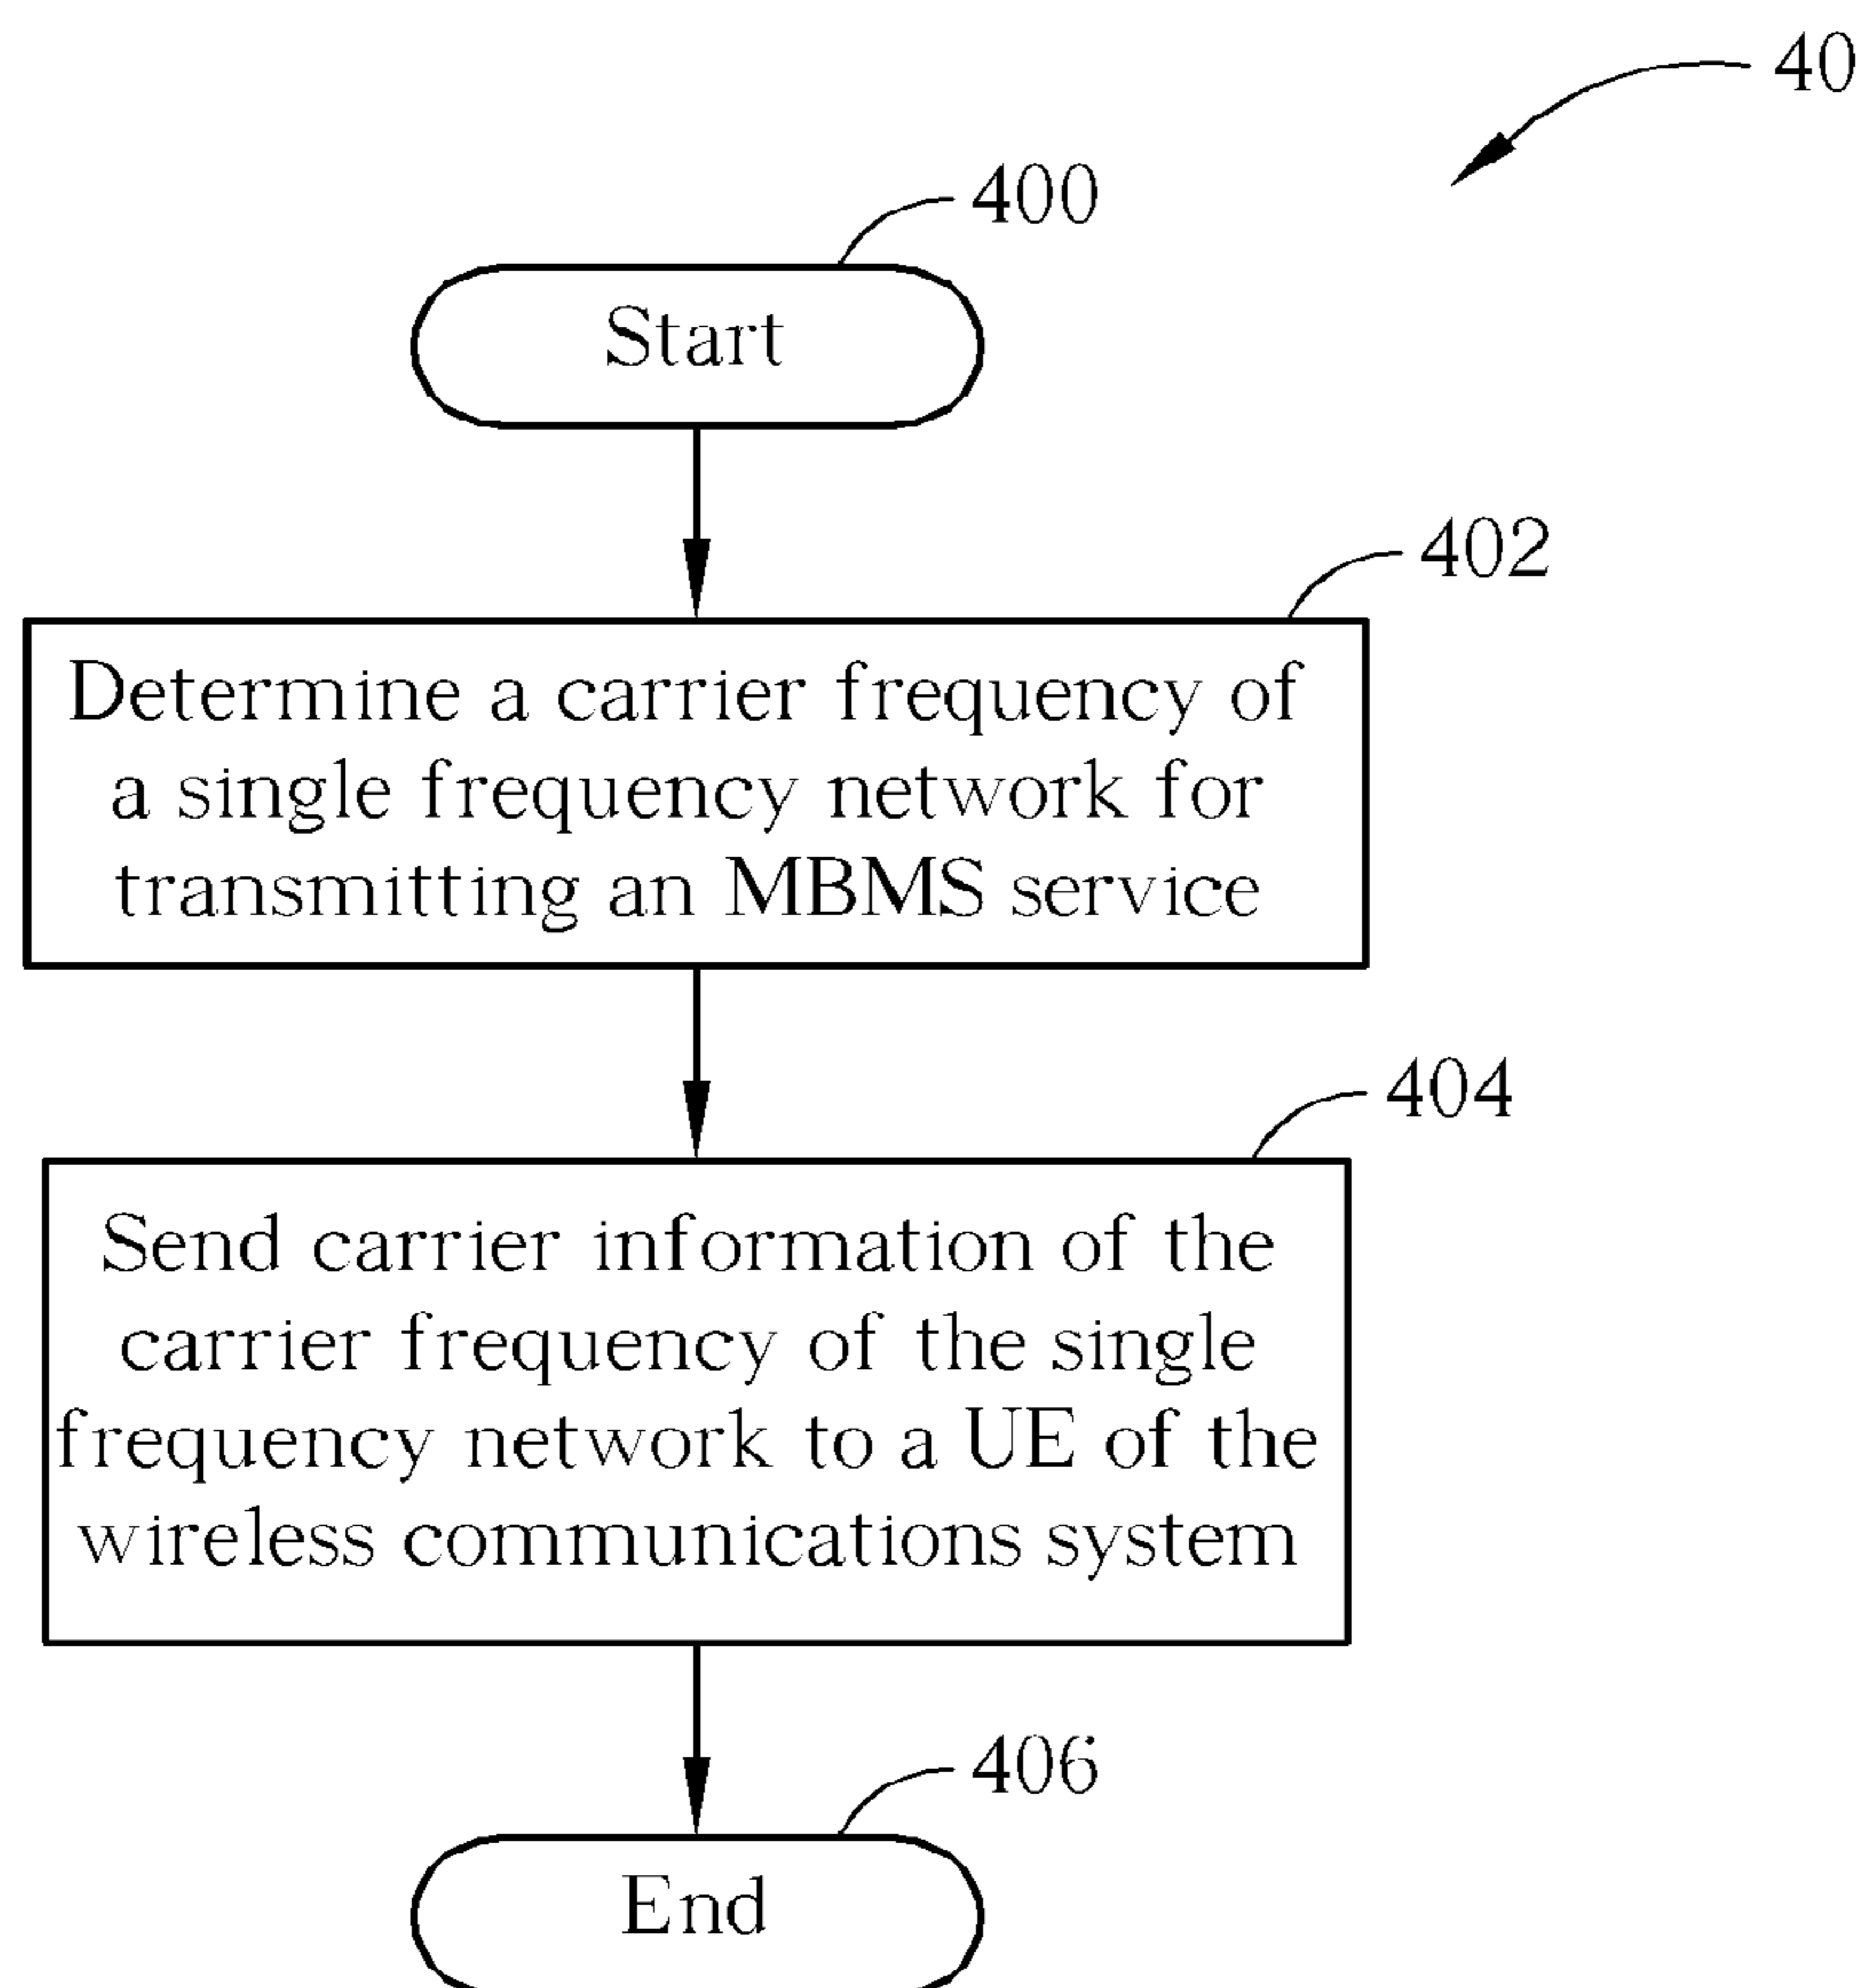 40
400
Start
402
Determine a carrier frequency of
a single frequency network for
transmitting an MBMS service
404
Send carrier information of the
carrier frequency of the single
frequency network to a UE of the
wireless communications system
406
End